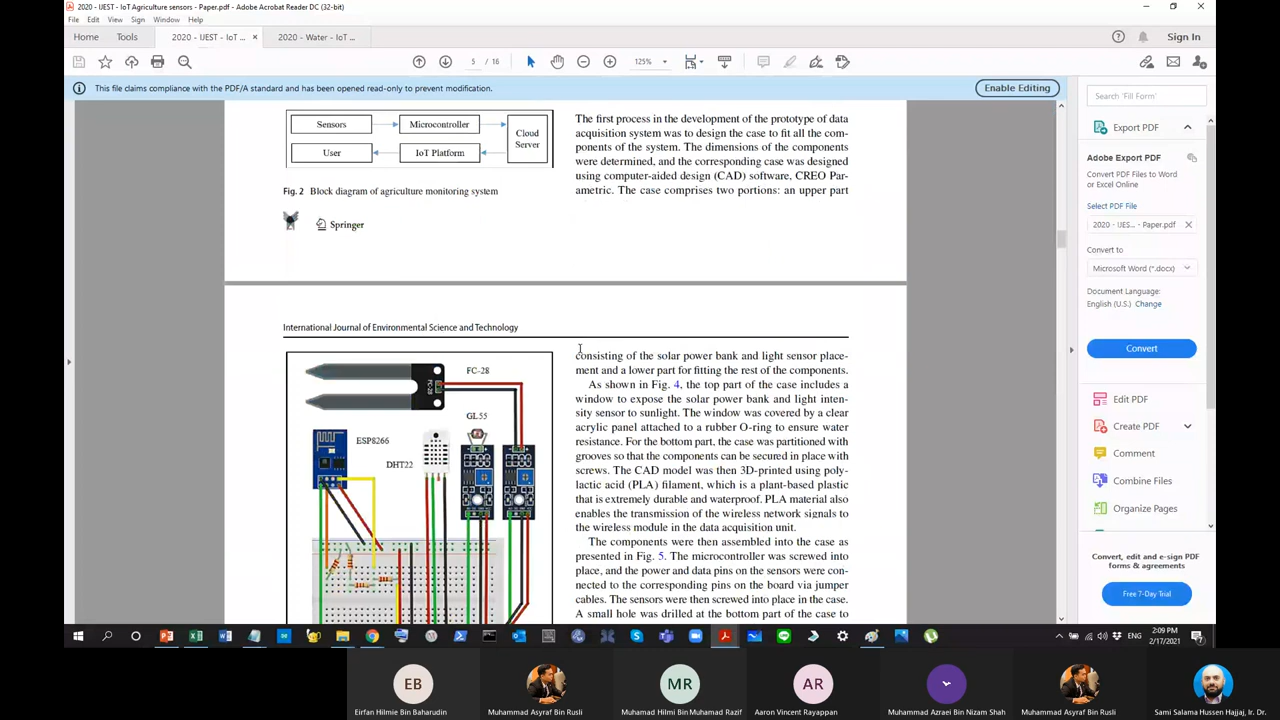 2020 - IJEST - IoT Agriculture sensors - Paper.pdf - Adobe Acrobat Reader DC (32-bit)
File Edit View Sign Window Help
Home Tools 2020 - IJEST - IoT ... × 2020 - Water - IoT ... Sign In
5 / 16 125%
This file claims compliance with the PDF/A standard and has been opened read-only to prevent modification. Enable Editing
Sensors Microcontroller Cloud Server
User IoT Platform
Fig. 2 Block diagram of agriculture monitoring system
Springer
The first process in the development of the prototype of data
acquisition system was to design the case to fit all the com-
ponents of the system. The dimensions of the components
were determined, and the corresponding case was designed
using computer-aided design (CAD) software, CREO Par-
ametric. The case comprises two portions: an upper part
International Journal of Environmental Science and Technology
FC-28
FC-28
GL55
ESP8266
DHT22
consisting of the solar power bank and light sensor place-
ment and a lower part for fitting the rest of the components.
As shown in Fig. 4, the top part of the case includes a
window to expose the solar power bank and light inten-
sity sensor to sunlight. The window was covered by a clear
acrylic panel attached to a rubber O-ring to ensure water
resistance. For the bottom part, the case was partitioned with
grooves so that the components can be secured in place with
screws. The CAD model was then 3D-printed using poly-
lactic acid (PLA) filament, which is a plant-based plastic
that is extremely durable and waterproof. PLA material also
enables the transmission of the wireless network signals to
the wireless module in the data acquisition unit.
The components were then assembled into the case as
presented in Fig. 5. The microcontroller was screwed into
place, and the power and data pins on the sensors were con-
nected to the corresponding pins on the board via jumper
cables. The sensors were then screwed into place in the case.
A small hole was drilled at the bottom part of the case to
Search 'Fill Form'
Export PDF
Adobe Export PDF
Convert PDF Files to Word
or Excel Online
Select PDF File
2020 - IJES... - Paper.pdf ×
Convert to
Microsoft Word (*.docx)
Document Language:
English (U.S.) Change
Convert
Edit PDF
Create PDF
Comment
Combine Files
Organize Pages
Convert, edit and e-sign PDF
forms & agreements
Free 7-Day Trial
ENG 2:09 PM
2/17/2021
EB MR AR
Eirfan Hilmie Bin Baharudin Muhammad Asyraf Bin Rusli Muhamad Hilmi Bin Muhamad Razif Aaron Vincent Rayappan Muhammad Azraei Bin Nizam Shah Muhammad Asyraf Bin Rusli Sami Salama Hussen Hajjaj, Ir. Dr.